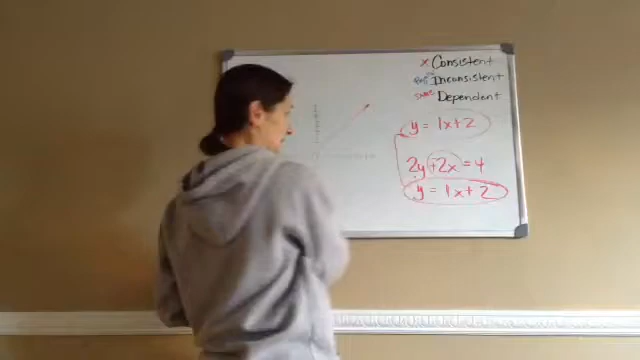 x Consistent
Inconsistent
Dependent
y = 1x+2
2y+2x=4
y = 1x+2